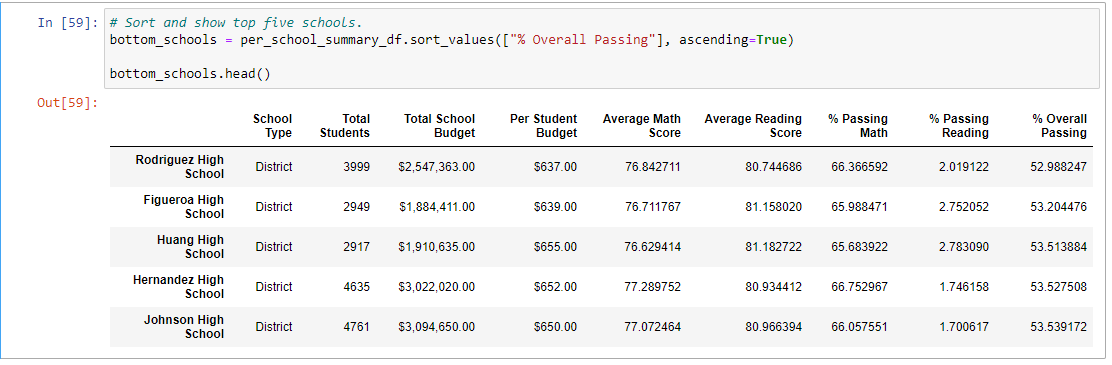 In [59]: # Sort and show top five schools.
bottom_schools = per_school_summary_df.sort_values(["% Overall Passing"], ascending=True)
bottom_schools.head()
Out[59]:
School Type Total Students Total School Budget Per Student Budget Average Math Score Average Reading Score % Passing Math % Passing Reading % Overall Passing
Rodriguez High School District 3999 $2,547,363.00 $637.00 76.842711 80.744686 66.366592 2.019122 52.988247
Figueroa High School District 2949 $1,884,411.00 $639.00 76.711767 81.158020 65.988471 2.752052 53.204476
Huang High School District 2917 $1,910,635.00 $655.00 76.629414 81.182722 65.683922 2.783090 53.513884
Hernandez High School District 4635 $3,022,020.00 $652.00 77.289752 80.934412 66.752967 1.746158 53.527508
Johnson High School District 4761 $3,094,650.00 $650.00 77.072464 80.966394 66.057551 1.700617 53.539172